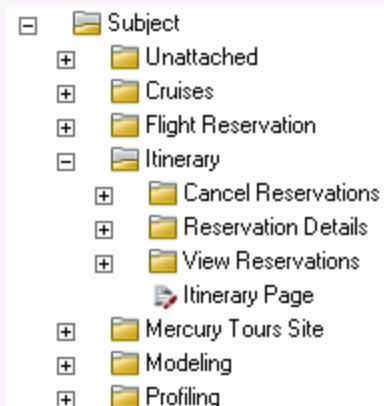 Subject
Unattached
Cruises
Flight Reservation
Itinerary
Cancel Reservations
Reservation Details
View Reservations
Itinerary Page
Mercury Tours Site
Modeling
Profiling